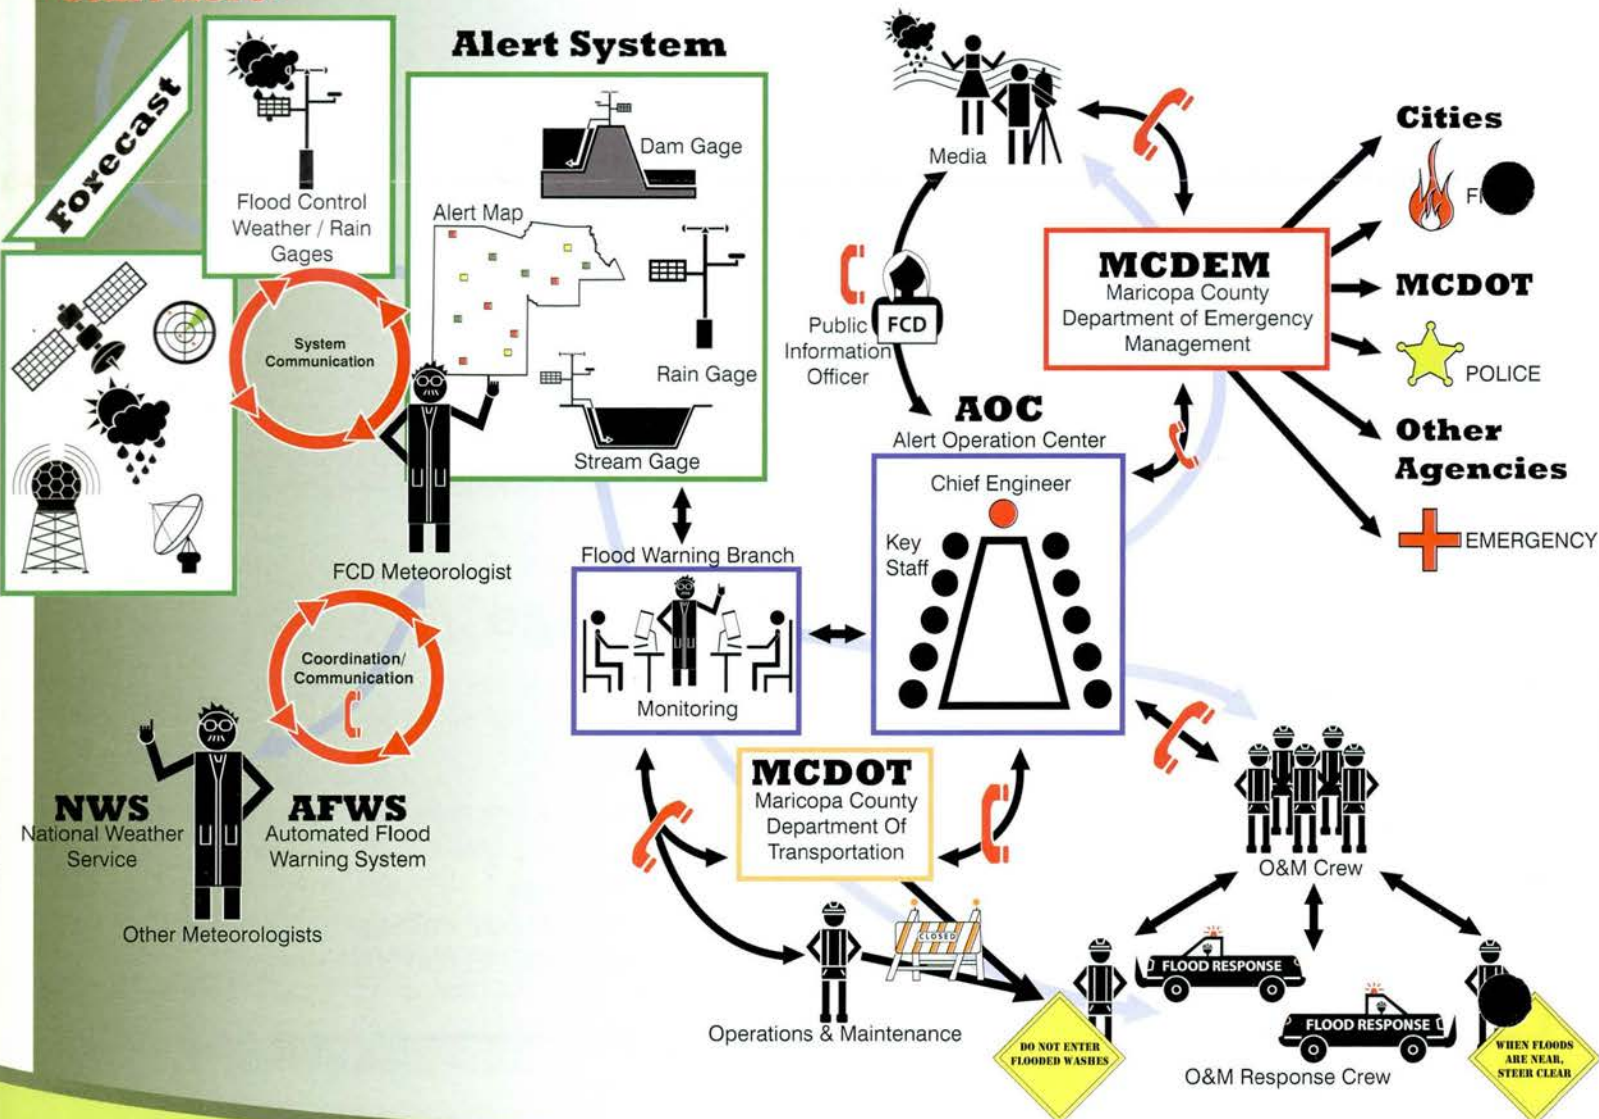 Forecast
Flood Control
Weather / Rain
Gages
Alert System
Dam Gage
Alert Map
Rain Gage
Stream Gage
System
Communication
FCD Meteorologist
Coordination/
Communication
NWS
National Weather
Service
AFWS
Automated Flood
Warning System
Other Meteorologists
Media
Public
Information
Officer
FCD
MCDEM
Maricopa County
Department of Emergency
Management
Cities
MCDOT
POLICE
Other
Agencies
EMERGENCY
AOC
Alert Operation Center
Chief Engineer
Key
Staff
Flood Warning Branch
Monitoring
MCDOT
Maricopa County
Department Of
Transportation
CLOSED
Operations & Maintenance
DO NOT ENTER
FLOODED WASHES
O&M Crew
FLOOD RESPONSE
FLOOD RESPONSE
O&M Response Crew
WHEN FLOODS
ARE NEAR,
STEER CLEAR